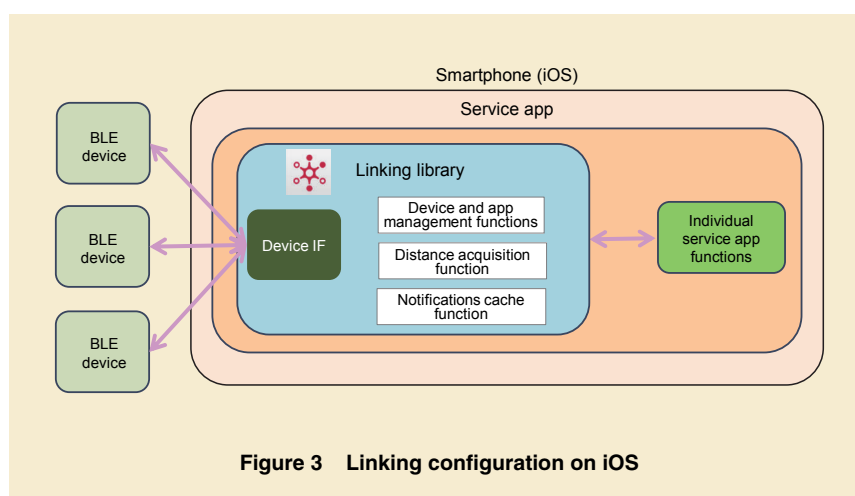 Smartphone (iOS)
Service app
BLE
device
BLE
device
BLE
device
Linking library
Device IF
Device and app
management functions
Distance acquisition
function
Notifications cache
function
Individual
service app
functions
Figure 3 Linking configuration on iOS